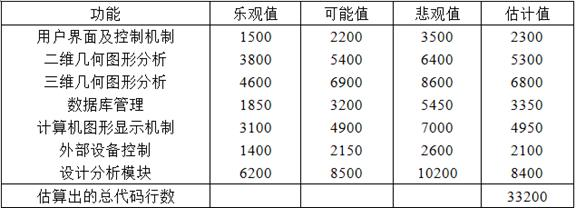 功能 乐观值 可能值 悲观值 估计值
用户界面及控制机制 1500 2200 3500 2300
二维几何图形分析 3800 5400 6400 5300
三维几何图形分析 4600 6900 8600 6800
数据库管理 1850 3200 5450 3350
计算机图形显示机制 3100 4900 7000 4950
外部设备控制 1400 2150 2600 2100
设计分析模块 6200 8500 10200 8400
估算出的总代码行数 33200